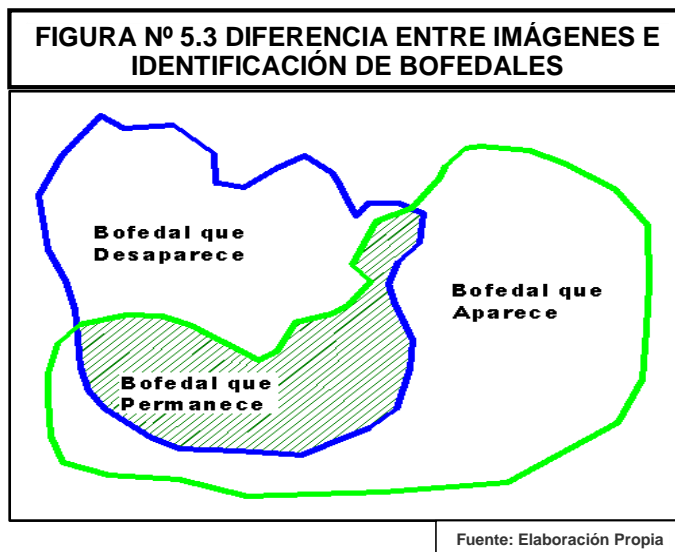 FIGURA Nº 5.3 DIFERENCIA ENTRE IMÁGENES E
IDENTIFICACIÓN DE BOFEDALES
Bofedal que
Desaparece
Bofedal que
Aparece
Bofedal que
Permanece
Fuente: Elaboración Propia